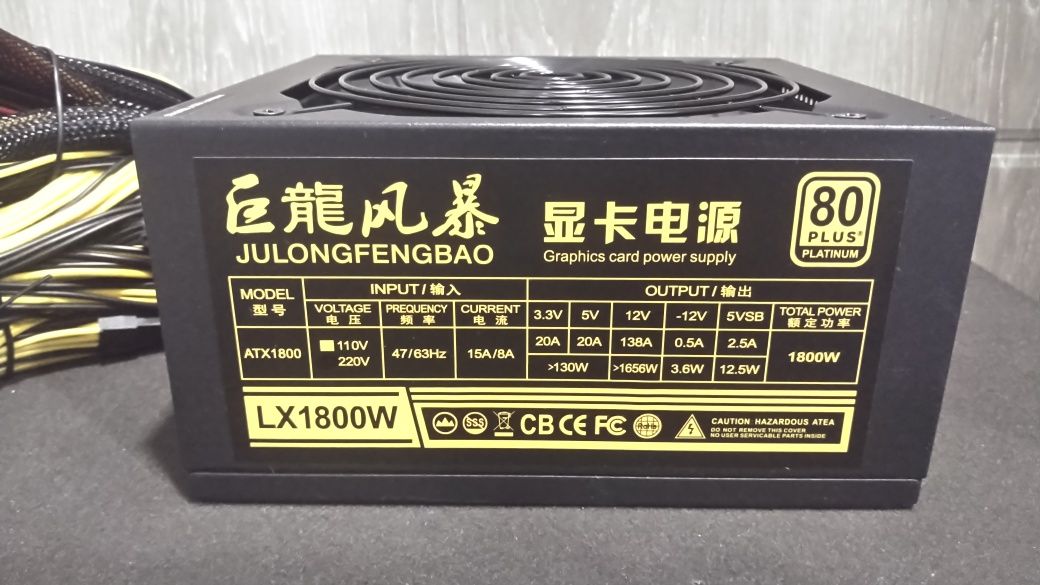 巨龍风暴
JULONGFENGBAO
显卡电源
Graphics card power supply
80
PLUS®
PLATINUM
MODEL
型号
INPUT/输入
OUTPUT/输出
VOLTAGE
电压
PREQUENCY
频率
CURRENT
电流
3.3V 5V 12V -12V 5VSB
TOTAL POWER
额定功率
ATX1800
110V
220V
47/63Hz
15A/8A
20A 20A 138A 0.5A 2.5A
>130W >1656W 3.6W 12.5W
1800W
LX1800W
SSS
CB CE FC
RoHS
CAUTION HAZARDOUS ATEA
DO NOT REMOVE THIS COVER
NO USER SERVICABLE PARTS INSIDE